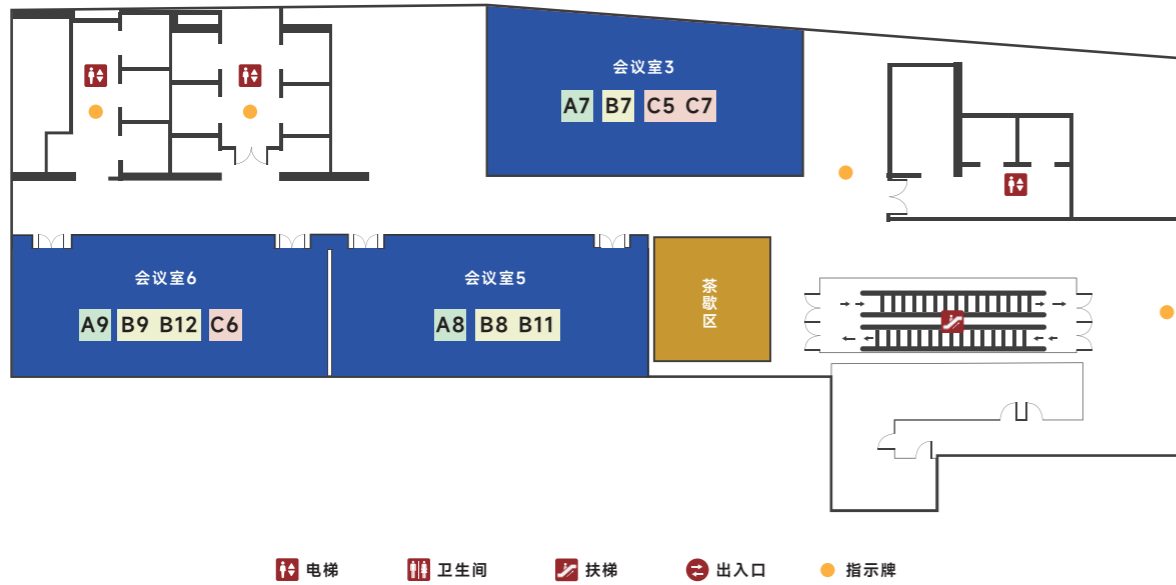 会议室3
A7 B7 C5 C7
会议室6
A9 B9 B12 C6
会议室5
A8 B8 B11
茶歇区
电梯
卫生间
扶梯
出入口
指示牌